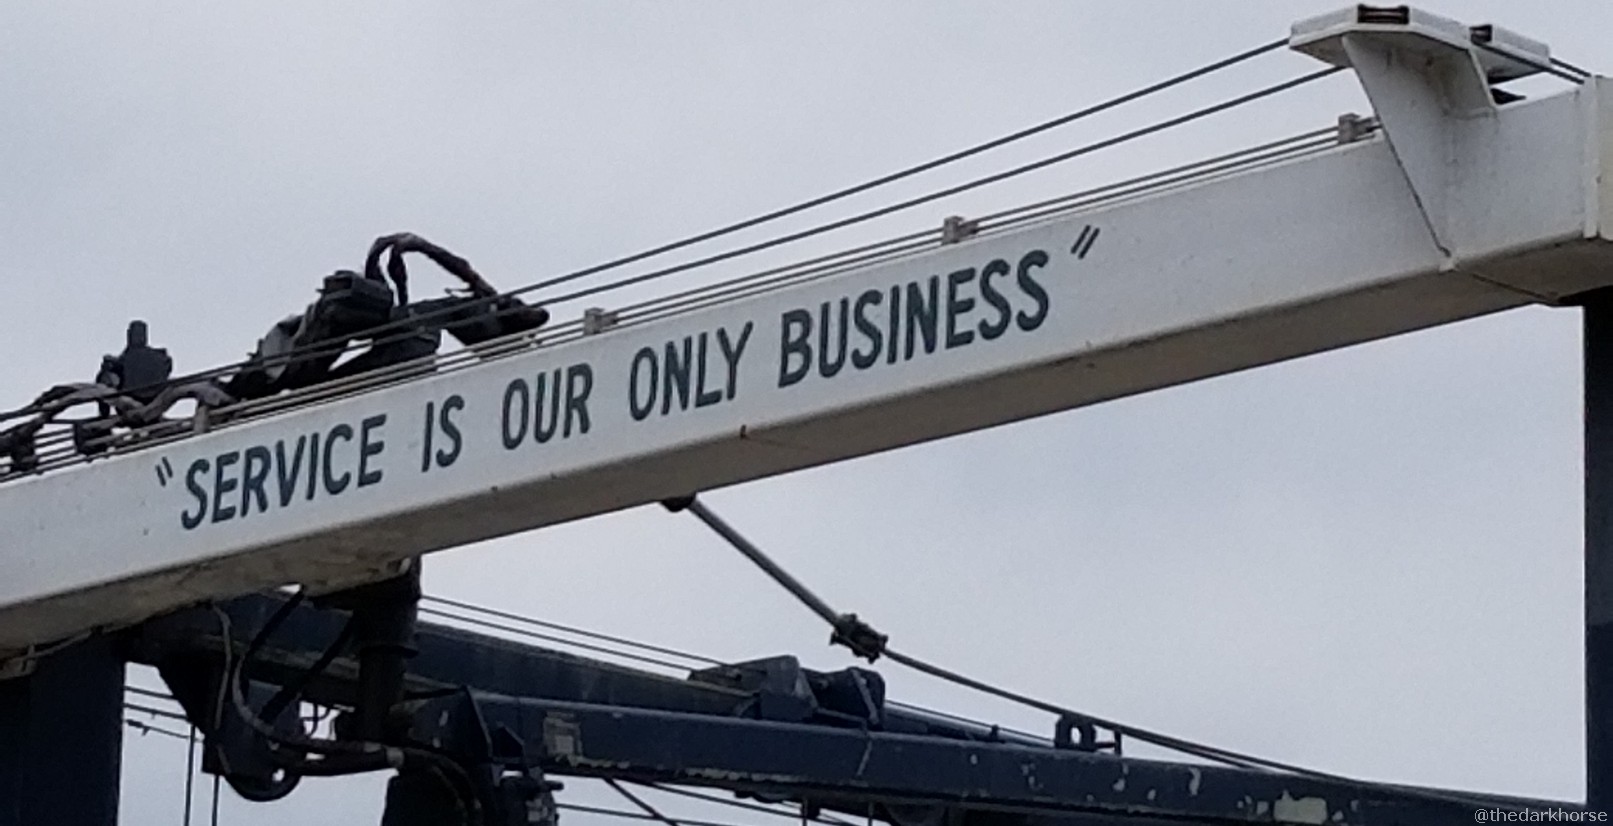 "SERVICE IS OUR ONLY BUSINESS"
@thedarkhorse